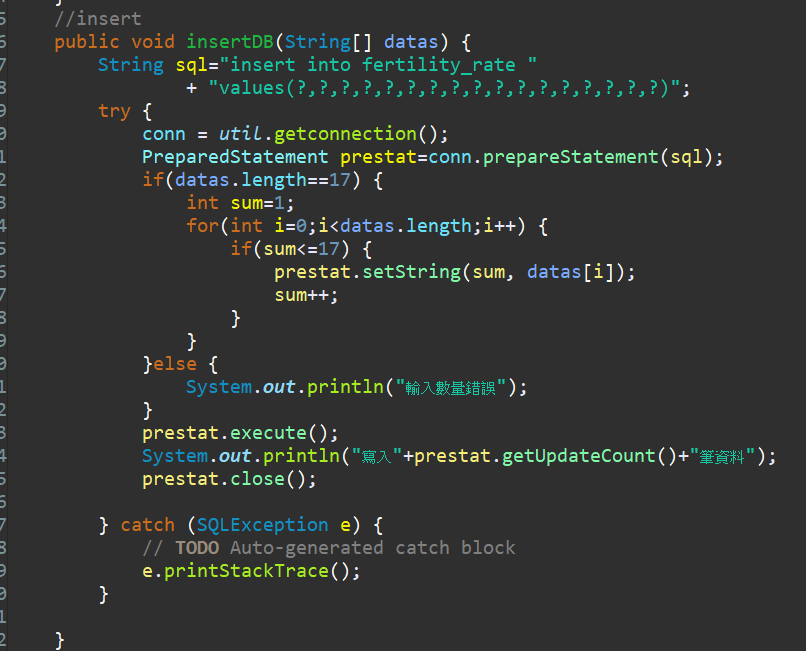 //insert
public void insertDB(String[] datas) {
String sql="insert into fertility_rate "
+ "values(?,?,?,?,?,?,?,?,?,?,?,?,?,?,?,?,?)";
try {
conn = util.getconnection();
PreparedStatement prestat=conn.prepareStatement(sql);
if(datas.length==17) {
int sum=1;
for(int i=0;i<datas.length;i++) {
if(sum<=17) {
prestat.setString(sum, datas[i]);
sum++;
}
}
}else {
System.out.println("輸入數量錯誤");
}
prestat.execute();
System.out.println("寫入"+prestat.getUpdateCount()+"筆資料");
prestat.close();
} catch (SQLException e) {
// TODO Auto-generated catch block
e.printStackTrace();
}
}